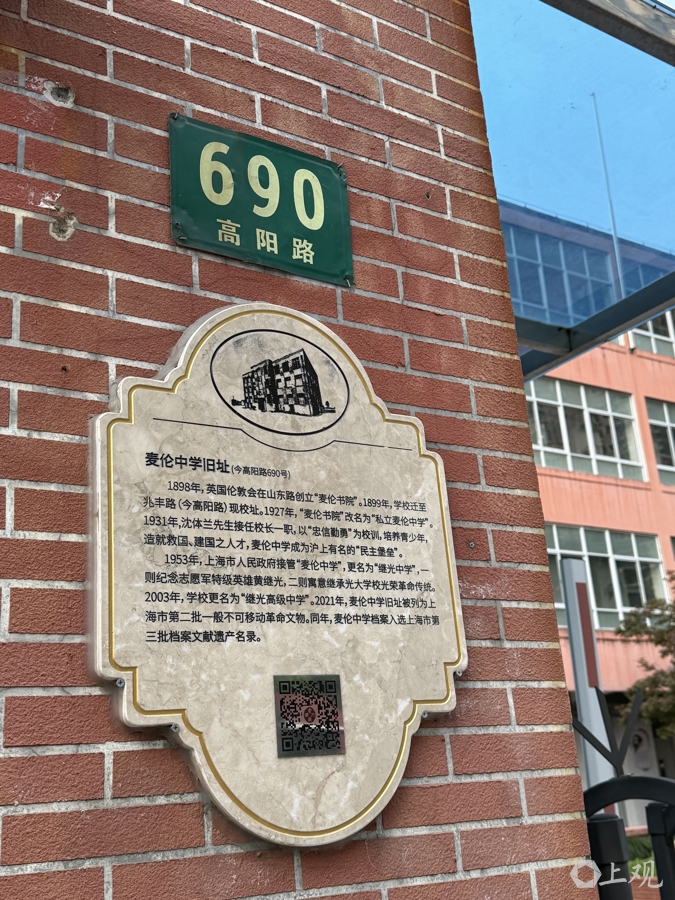 690
高阳路
麦伦中学旧址(今高阳路690号)
1898年,英国伦敦会在山东路创立“麦伦书院”。1899年,学校迁至
兆丰路(今高阳路)现校址。1927年,“麦伦书院”改名为“私立麦伦中学”。
1931年,沈体兰先生接任校长一职,以“忠信勤勇”为校训,培养青少年,
造就救国、建国之人才,麦伦中学成为沪上有名的“民主堡垒”。
1953年,上海市人民政府接管“麦伦中学”,更名为“继光中学”,一
则纪念志愿军特级英雄黄继光,二则寓意继承光大学校光荣革命传统。
2003年,学校更名为“继光高级中学”。2021年,麦伦中学旧址被列为上
海市第二批一般不可移动革命文物。同年,麦伦中学档案入选上海市第
三批档案文献遗产名录。
上观